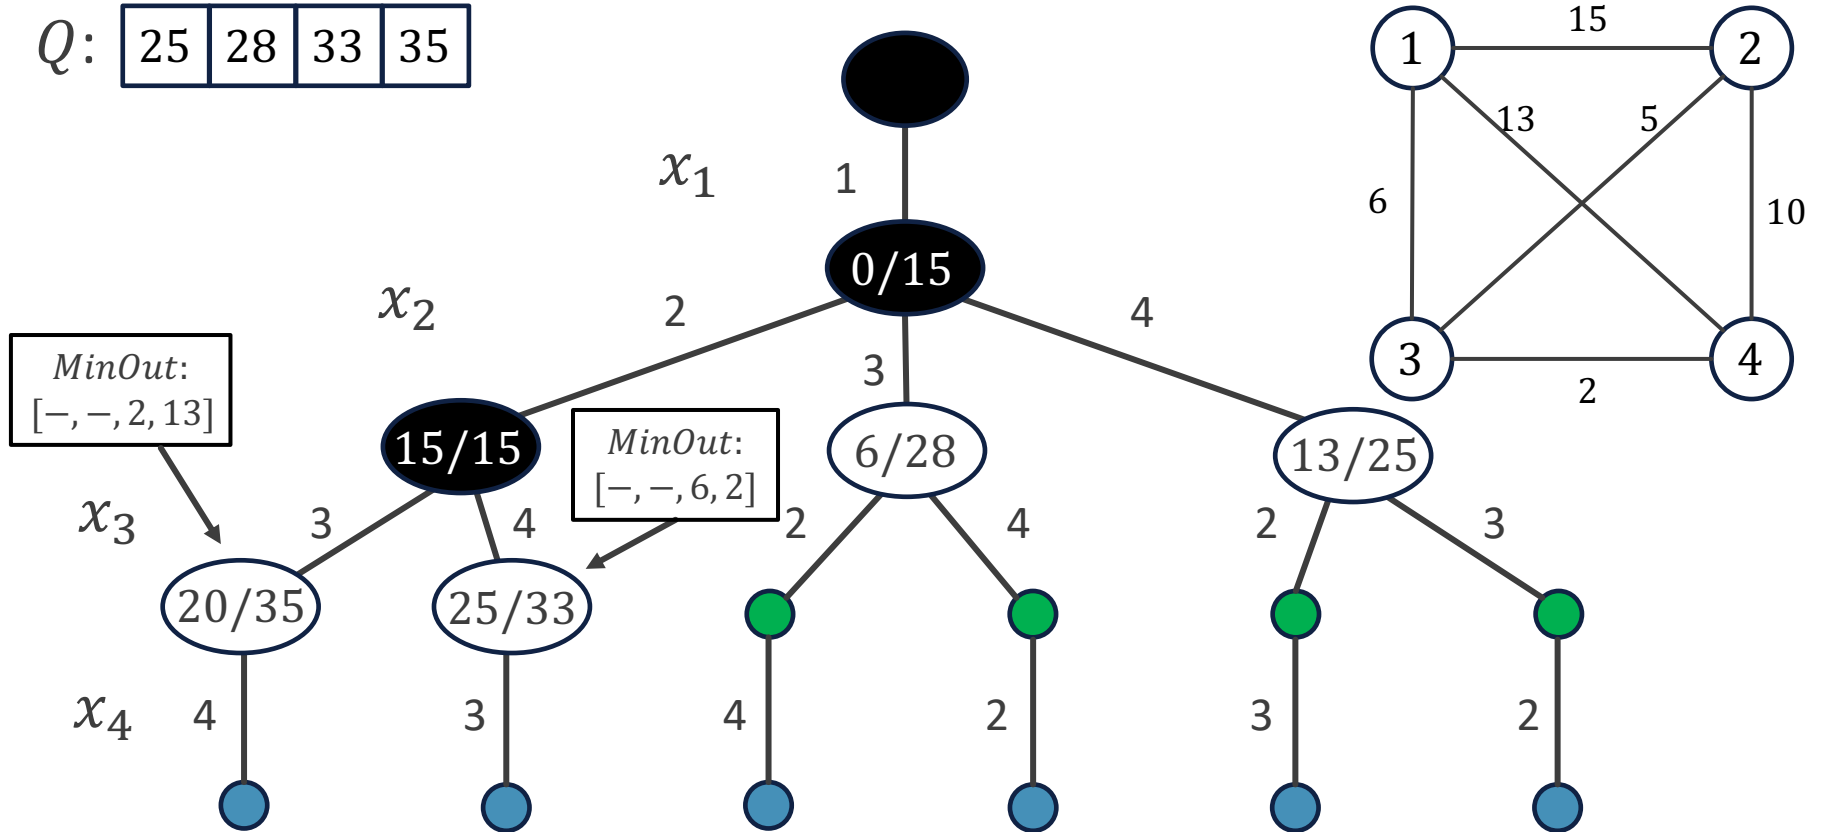 Q: 25 28 33 35
1 15 2
13 5
6 10
3 2 4
x₁ 1
0/15
x₂ 2 3 4
MinOut:
[−, −, 2, 13]
15/15
MinOut:
[−, −, 6, 2]
6/28
13/25
x₃ 3 4 2 4 2 3
20/35
25/33
x₄ 4 3 4 2 3 2